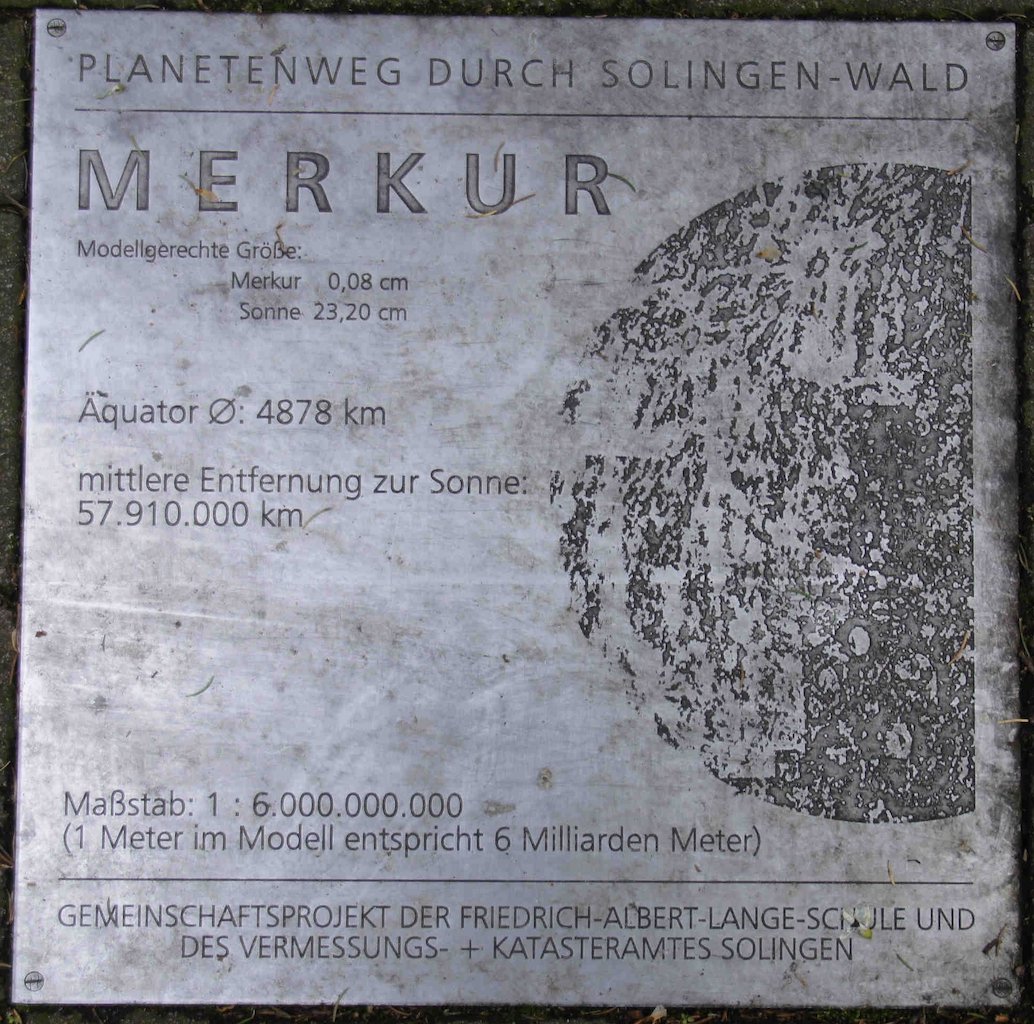 PLANETENWEG DURCH SOLINGEN-WALD
MERKUR
Modellgerechte Größe:
Merkur 0,08 cm
Sonne 23,20 cm
Äquator Ø: 4878 km
mittlere Entfernung zur Sonne:
57.910.000 km
Maßstab: 1 : 6.000.000.000
(1 Meter im Modell entspricht 6 Milliarden Meter)
GEMEINSCHAFTSPROJEKT DER FRIEDRICH-ALBERT-LANGE-SCHULE UND
DES VERMESSUNGS- + KATASTERAMTES SOLINGEN